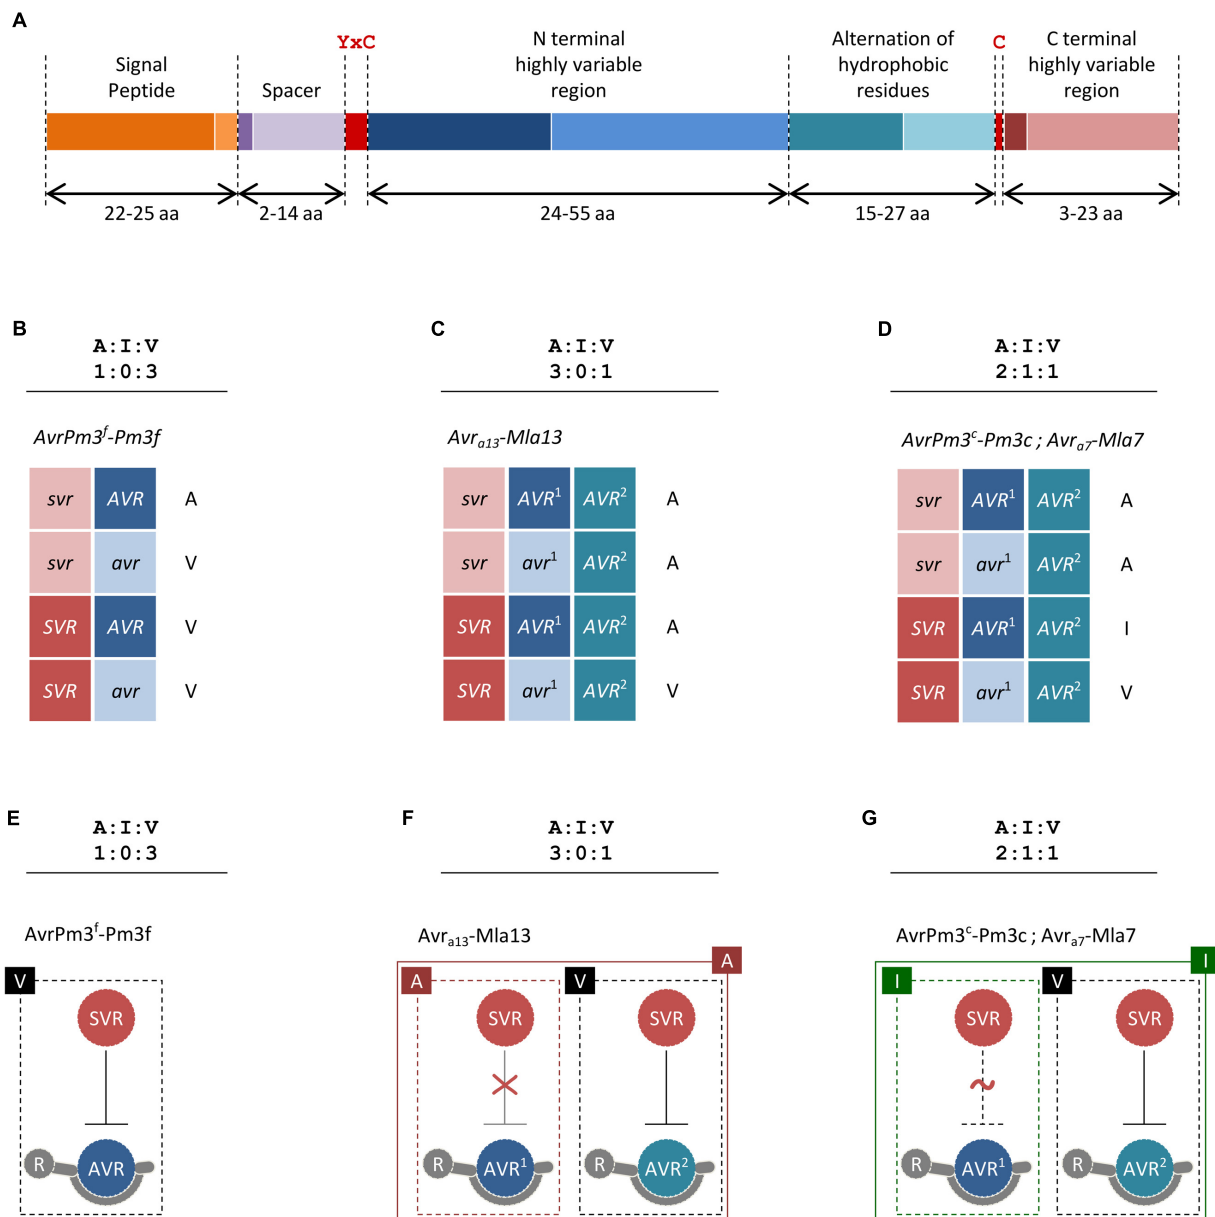 A
Signal
Peptide
Spacer
YxC
N terminal
highly variable
region
Alternation of
hydrophobic
residues
C
C terminal
highly variable
region
22-25 aa
2-14 aa
24-55 aa
15-27 aa
3-23 aa
B
A:I:V
1:0:3
AvrPm3f-Pm3f
svr AVR A
svr avr V
SVR AVR V
SVR avr V
C
A:I:V
3:0:1
Avra13-Mla13
svr AVR1 AVR2 A
svr avr1 AVR2 A
SVR AVR1 AVR2 A
SVR avr1 AVR2 V
D
A:I:V
2:1:1
AvrPm3c-Pm3c ; Avra7-Mla7
svr AVR1 AVR2 A
svr avr1 AVR2 A
SVR AVR1 AVR2 I
SVR avr1 AVR2 V
E
A:I:V
1:0:3
AvrPm3f-Pm3f
V
SVR
R AVR
F
A:I:V
3:0:1
Avra13-Mla13
A
A V
SVR SVR
R AVR1 R AVR2
G
A:I:V
2:1:1
AvrPm3c-Pm3c ; Avra7-Mla7
I
I V
SVR SVR
R AVR1 R AVR2